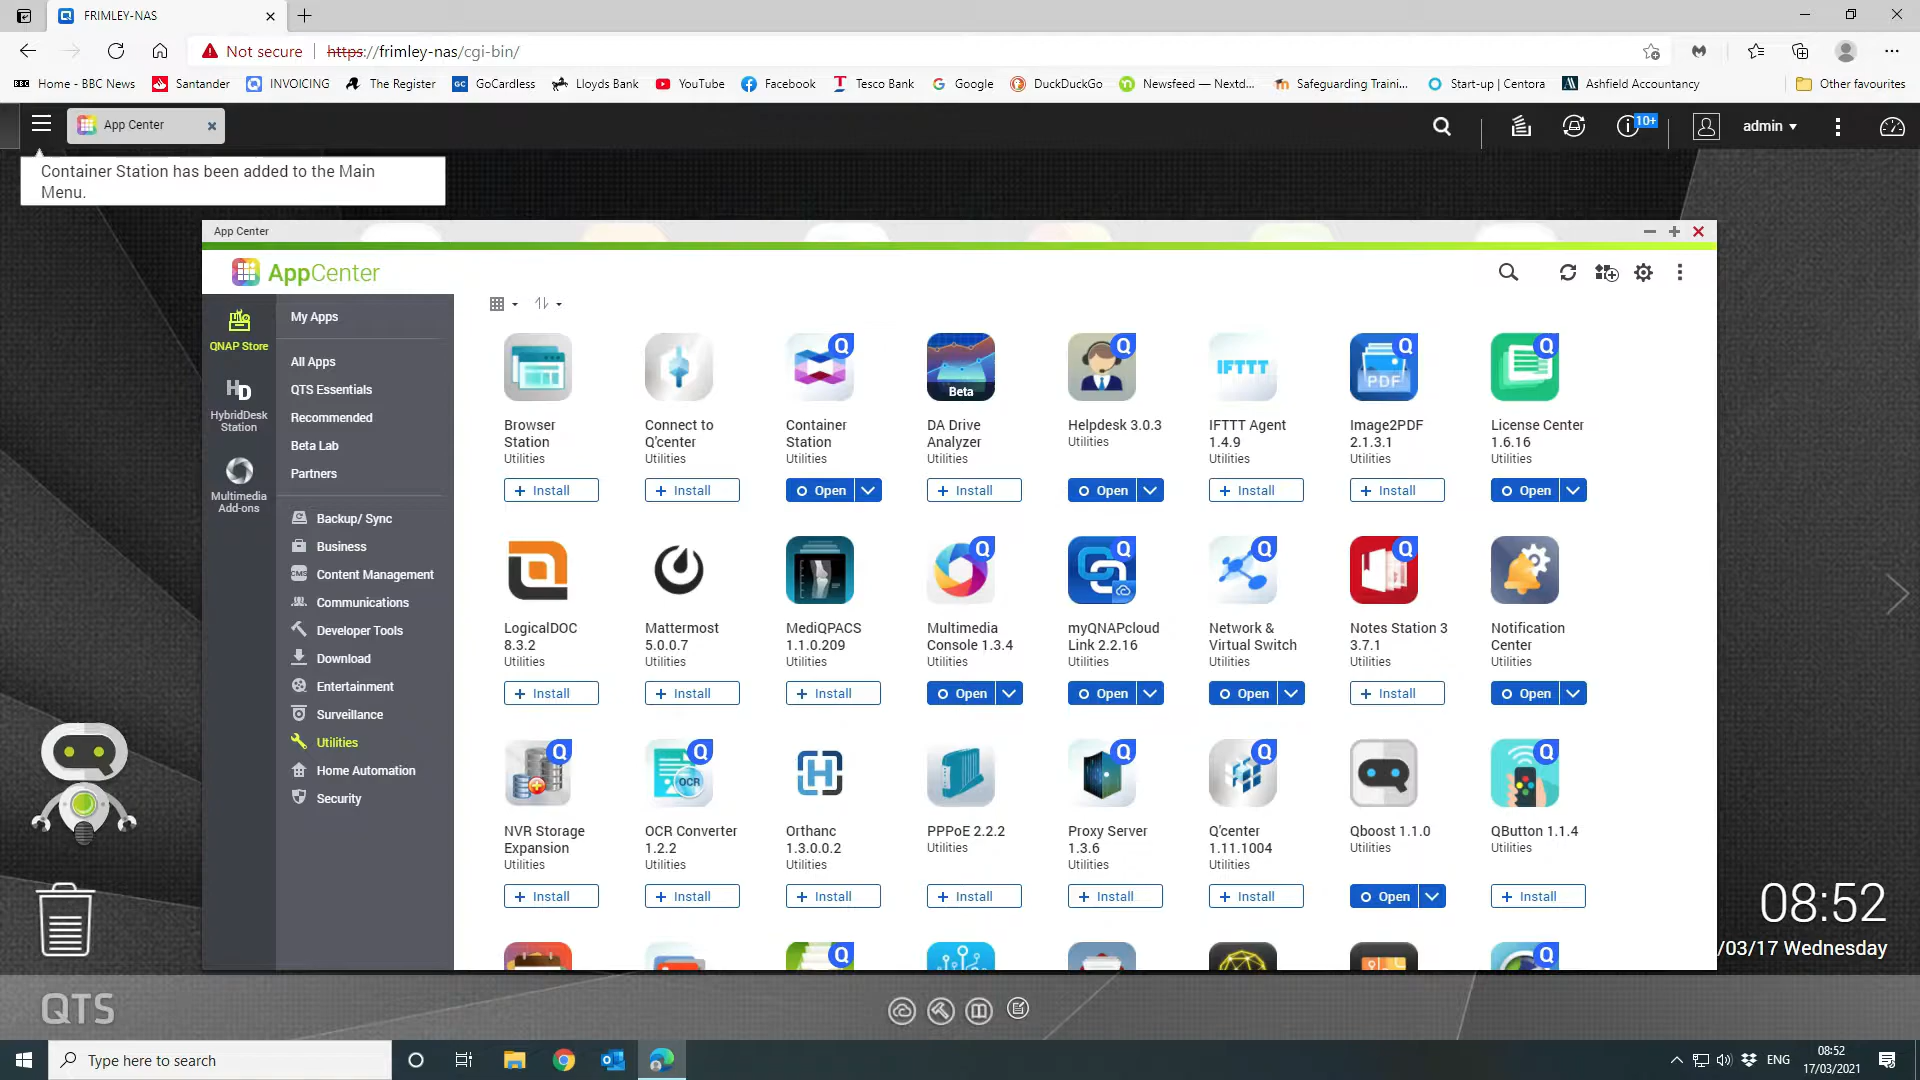 FRIMLEY-NAS
Not secure
https://frimley-nas/cgi-bin/
BBC Home - BBC News
Santander
INVOICING
The Register
GC GoCardless
Lloyds Bank
YouTube
Facebook
Tesco Bank
Google
DuckDuckGo
Newsfeed — Nextd...
Safeguarding Traini...
Start-up | Centora
Ashfield Accountancy
Other favourites
App Center
10+
admin
Container Station has been added to the Main
Menu.
App Center
AppCenter
QNAP Store
HD
HybridDesk
Station
Multimedia
Add-ons
My Apps
All Apps
QTS Essentials
Recommended
Beta Lab
Partners
Backup/ Sync
Business
CMS Content Management
Communications
Developer Tools
Download
Entertainment
Surveillance
Utilities
Home Automation
Security
Browser
Station
Utilities
+ Install
Connect to
Q'center
Utilities
+ Install
Q
Container
Station
Utilities
Open
Beta
DA Drive
Analyzer
Utilities
+ Install
Q
Helpdesk 3.0.3
Utilities
Open
IFTTT
IFTTT Agent
1.4.9
Utilities
+ Install
Q
PDF
Image2PDF
2.1.3.1
Utilities
+ Install
Q
License Center
1.6.16
Utilities
Open
LogicalDOC
8.3.2
Utilities
+ Install
Mattermost
5.0.0.7
Utilities
+ Install
MediQPACS
1.1.0.209
Utilities
+ Install
Q
Multimedia
Console 1.3.4
Utilities
Open
Q
myQNAPcloud
Link 2.2.16
Utilities
Open
Q
Network &
Virtual Switch
Utilities
Open
Q
Notes Station 3
3.7.1
Utilities
+ Install
Notification
Center
Utilities
Open
Q
NVR Storage
Expansion
Utilities
+ Install
Q
OCR
OCR Converter
1.2.2
Utilities
+ Install
H
Orthanc
1.3.0.0.2
Utilities
+ Install
PPPoE 2.2.2
Utilities
+ Install
Q
Proxy Server
1.3.6
Utilities
+ Install
Q
Q'center
1.11.1004
Utilities
+ Install
Qboost 1.1.0
Utilities
Open
Q
QButton 1.1.4
Utilities
+ Install
Q
Q
08:52
/03/17 Wednesday
QTS
Type here to search
ENG
08:52
17/03/2021